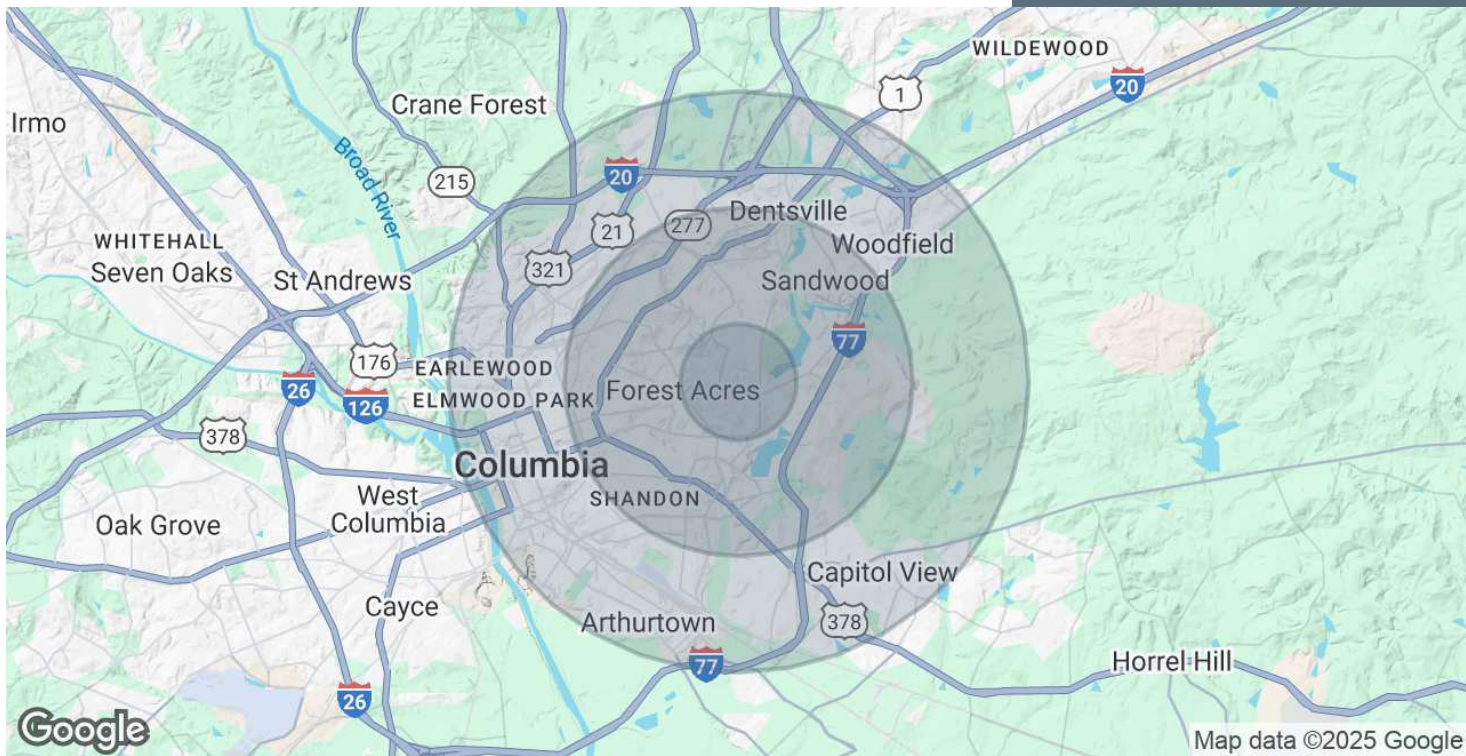 WILDEWOOD
20
1
Crane Forest
Irmo
Broad River
20
215
Dentsville
277
21
WHITEHALL
Woodfield
321
Seven Oaks
St Andrews
Sandwood
77
176
EARLEWOOD
26
Forest Acres
126
ELMWOOD PARK
378
Columbia
West
Columbia
SHANDON
Oak Grove
Capitol View
Cayce
Arthurtown
378
77
Horrel Hill
26
Google
Map data ©2025 Google